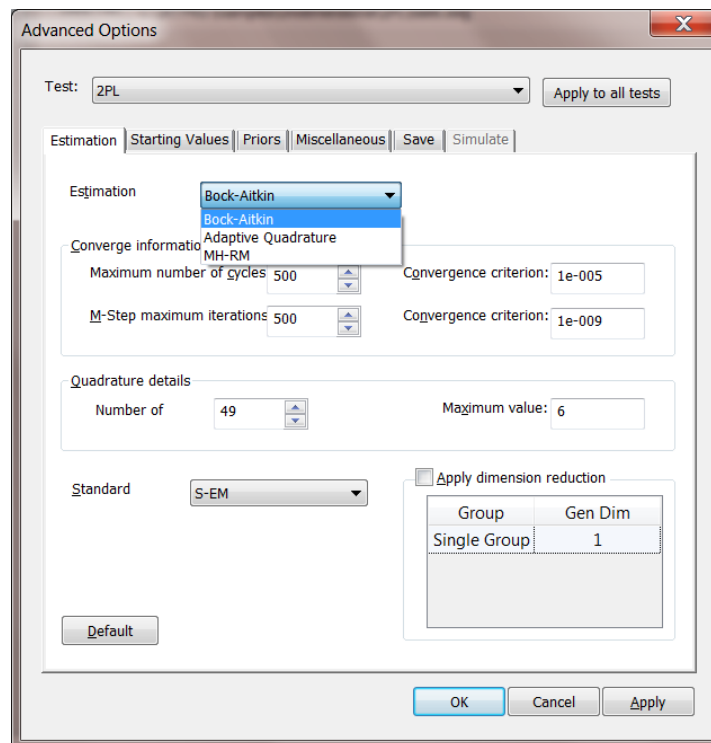 Advanced Options
X
Test: 2PL Apply to all tests
Estimation Starting Values Priors Miscellaneous Save Simulate
Estimation Bock-Aitkin
Bock-Aitkin
Adaptive Quadrature
MH-RM
Converge informatio
Maximum number of cycles 500 Convergence criterion: 1e-005
M-Step maximum iterations 500 Convergence criterion: 1e-009
Quadrature details
Number of 49 Maximum value: 6
Standard S-EM
Apply dimension reduction
Group Gen Dim
Single Group 1
Default
OK Cancel Apply